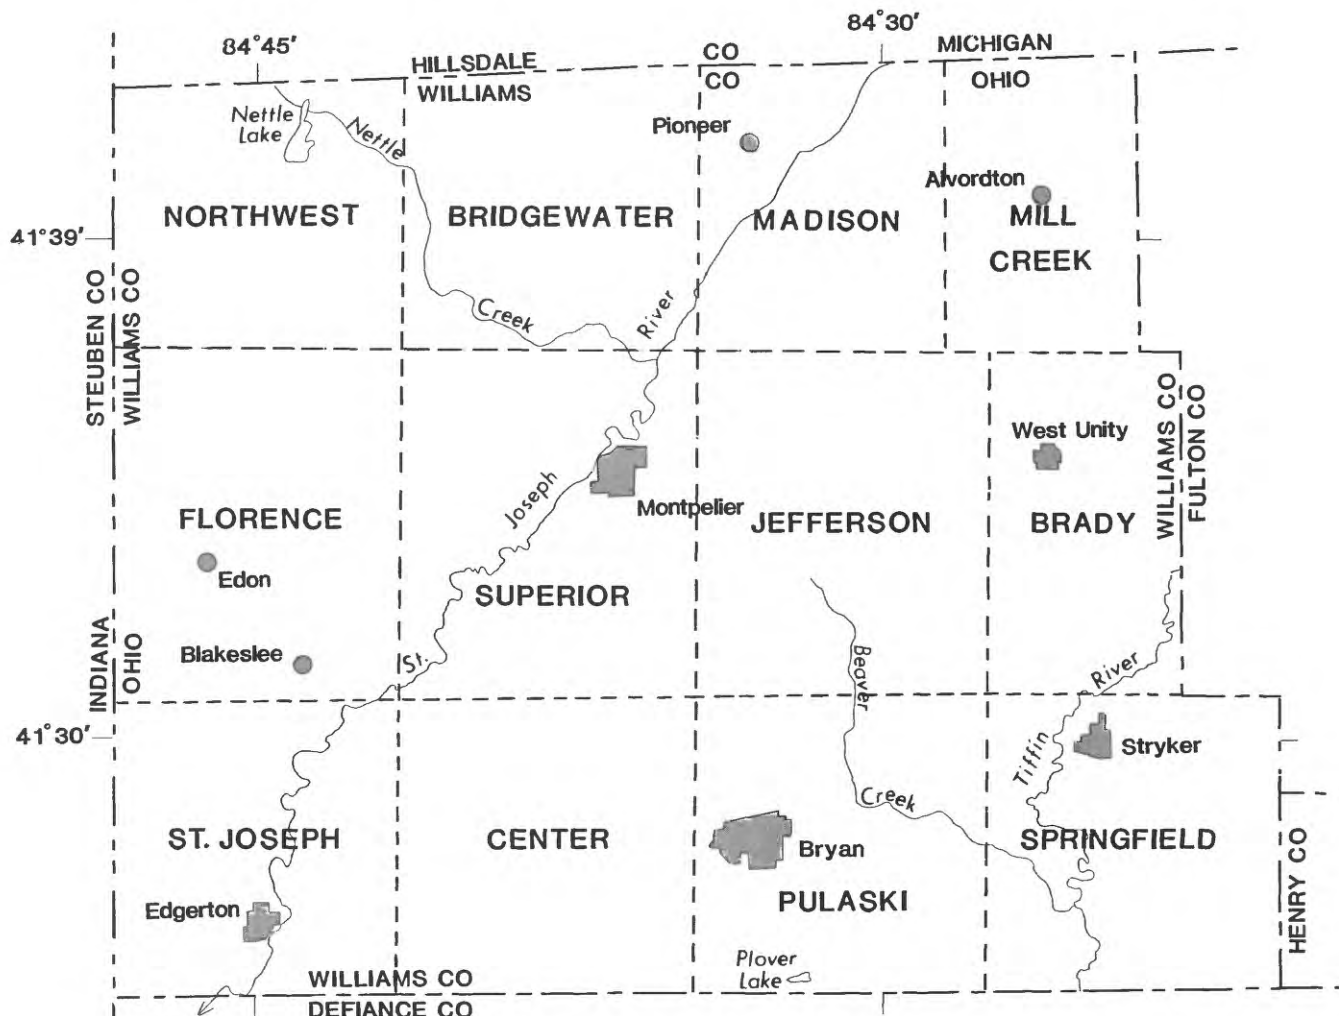 84°45'
84°30'
HILLSDALE
CO
MICHIGAN
WILLIAMS
CO
OHIO
Nettle
Lake
Nettle
Pioneer
Alvordton
NORTHWEST
BRIDGEWATER
MADISON
MILL
CREEK
41°39'
STEUBEN CO
WILLIAMS CO
Creek
River
WILLIAMS CO
FULTON CO
West Unity
Joseph
Montpelier
FLORENCE
JEFFERSON
BRADY
Edon
SUPERIOR
Blakeslee
St.
Beaver
River
INDIANA
OHIO
41°30'
Tiffin
Stryker
Creek
ST. JOSEPH
CENTER
Bryan
SPRINGFIELD
PULASKI
Edgerton
HENRY CO
Plover
Lake
WILLIAMS CO
DEFIANCE CO